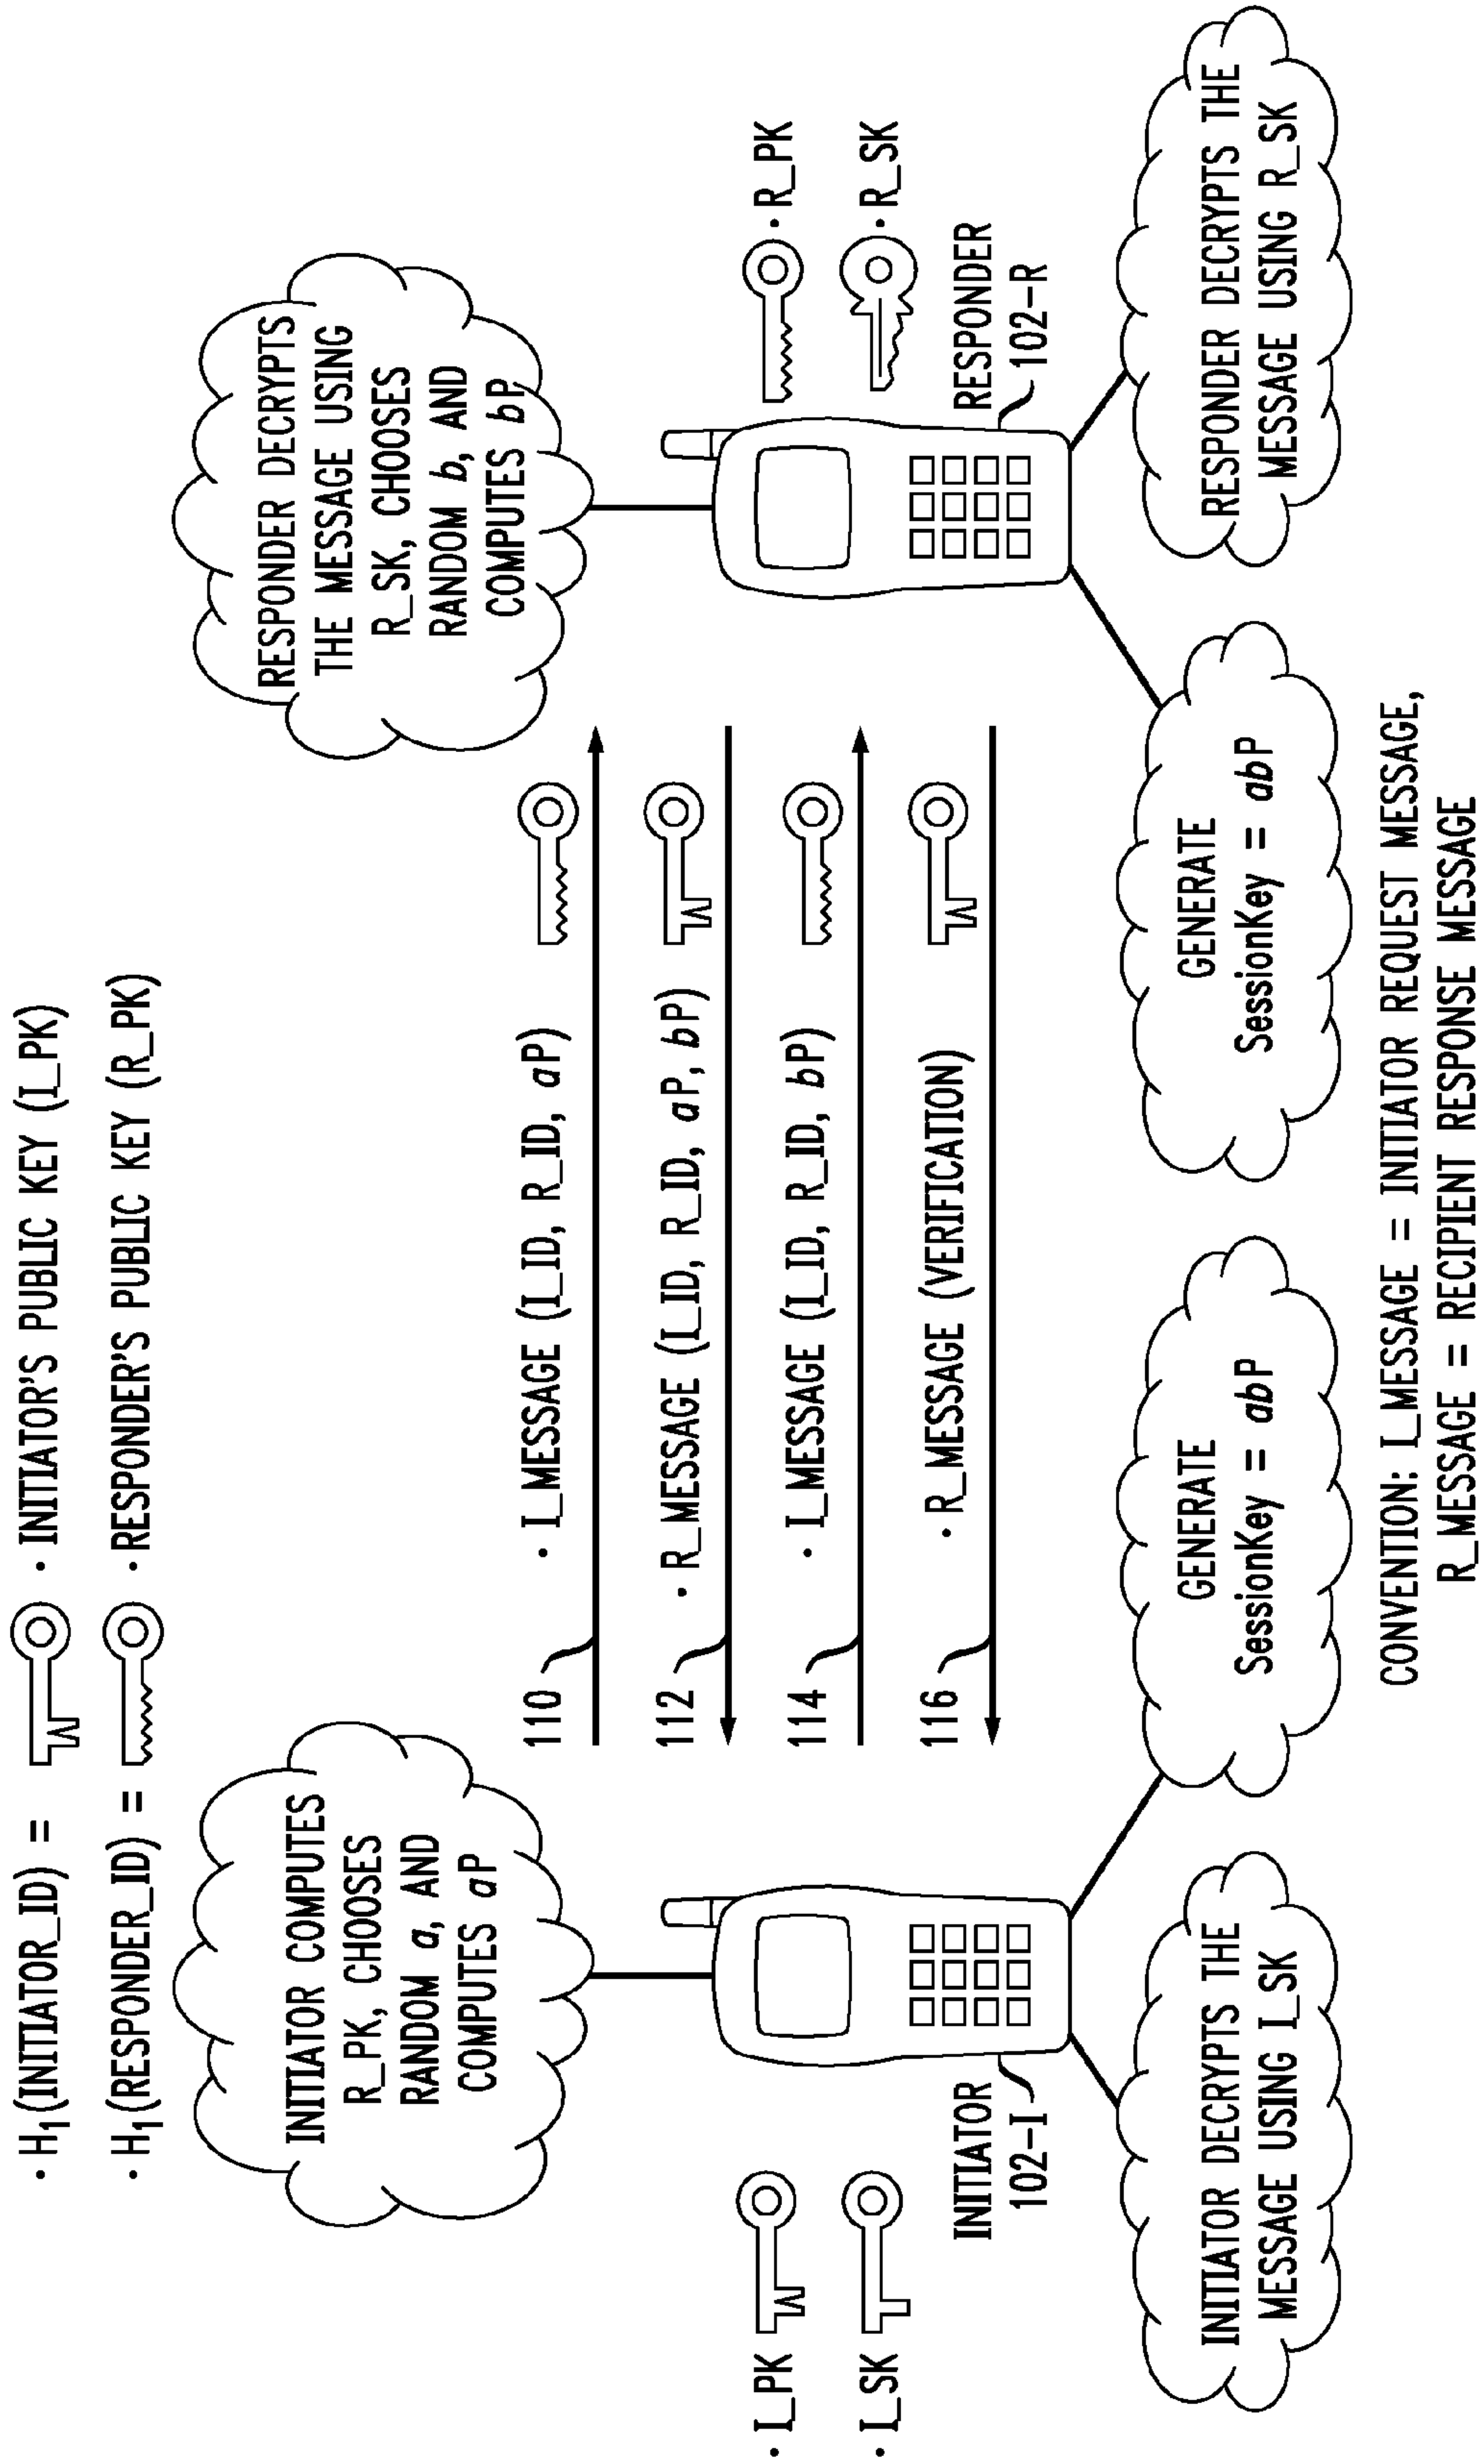 · H1(INITIATOR_ID) = · INITIATOR'S PUBLIC KEY (I_PK)
· H1(RESPONDER_ID) = · RESPONDER'S PUBLIC KEY (R_PK)
INITIATOR COMPUTES
R_PK, CHOOSES
RANDOM a, AND
COMPUTES aP
RESPONDER DECRYPTS
THE MESSAGE USING
R_SK, CHOOSES
RANDOM b, AND
COMPUTES bP
110
· I_MESSAGE (I_ID, R_ID, aP)
112
· R_MESSAGE (I_ID, R_ID, aP, bP)
114
· I_MESSAGE (I_ID, R_ID, bP)
116
· R_MESSAGE (VERIFICATION)
· I_PK
· I_SK
INITIATOR
102-I
· R_PK
· R_SK
RESPONDER
102-R
INITIATOR DECRYPTS THE
MESSAGE USING I_SK
GENERATE
SessionKey = abP
GENERATE
SessionKey = abP
RESPONDER DECRYPTS THE
MESSAGE USING R_SK
CONVENTION: I_MESSAGE = INITIATOR REQUEST MESSAGE,
R_MESSAGE = RECIPIENT RESPONSE MESSAGE